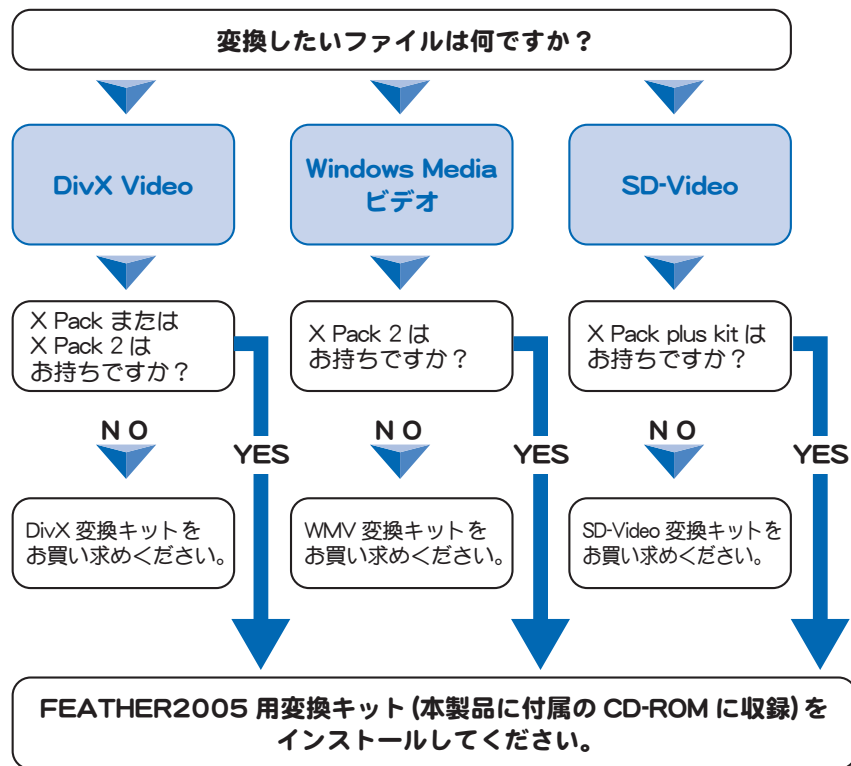 変換したいファイルは何ですか？
DivX Video
Windows Media
ビデオ
SD-Video
X Pack または
X Pack 2 は
お持ちですか？
X Pack 2 は
お持ちですか？
X Pack plus kit は
お持ちですか？
NO
YES
NO
YES
NO
YES
DivX 変換キットを
お買い求めください。
WMV 変換キットを
お買い求めください。
SD-Video 変換キットを
お買い求めください。
FEATHER2005 用変換キット（本製品に付属の CD-ROM に収録）を
インストールしてください。